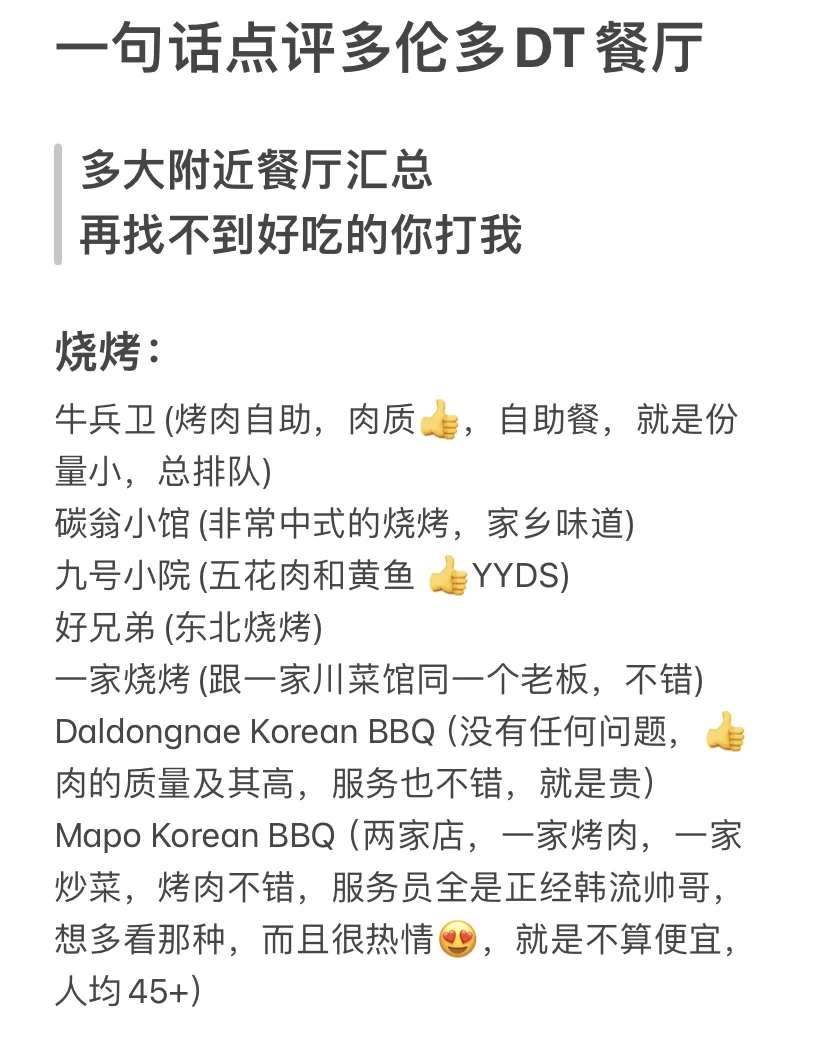 一句话点评多伦多DT餐厅
多大附近餐厅汇总
再找不到好吃的你打我
烧烤：
牛兵卫 (烤肉自助，肉质👍，自助餐，就是份
量小，总排队)
碳翁小馆 (非常中式的烧烤，家乡味道)
九号小院 (五花肉和黄鱼 👍YYDS)
好兄弟 (东北烧烤)
一家烧烤 (跟一家川菜馆同一个老板，不错)
Daldongnae Korean BBQ（没有任何问题，👍
肉的质量及其高，服务也不错，就是贵）
Mapo Korean BBQ（两家店，一家烤肉，一家
炒菜，烤肉不错，服务员全是正经韩流帅哥，
想多看那种，而且很热情😍，就是不算便宜，
人均 45+）